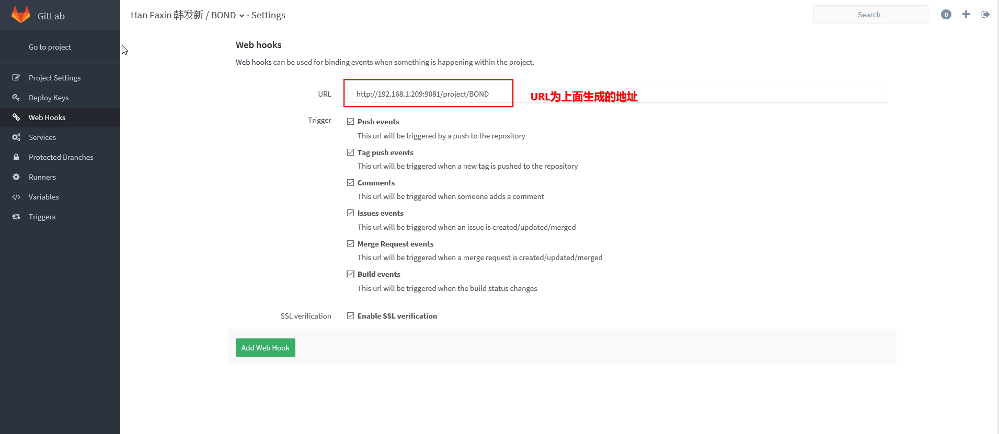 GitLab
Han Faxin 韩发新 / BOND · Settings
Search
0
Go to project
Project Settings
Deploy Keys
Web Hooks
Services
Protected Branches
Runners
Variables
Triggers
Web hooks
Web hooks can be used for binding events when something is happening within the project.
URL
http://192.168.1.209:9081/project/BOND
URL为上面生成的地址
Trigger
Push events
This url will be triggered by a push to the repository
Tag push events
This url will be triggered when a new tag is pushed to the repository
Comments
This url will be triggered when someone adds a comment
Issues events
This url will be triggered when an issue is created/updated/merged
Merge Request events
This url will be triggered when a merge request is created/updated/merged
Build events
This url will be triggered when the build status changes
SSL verification
Enable SSL verification
Add Web Hook